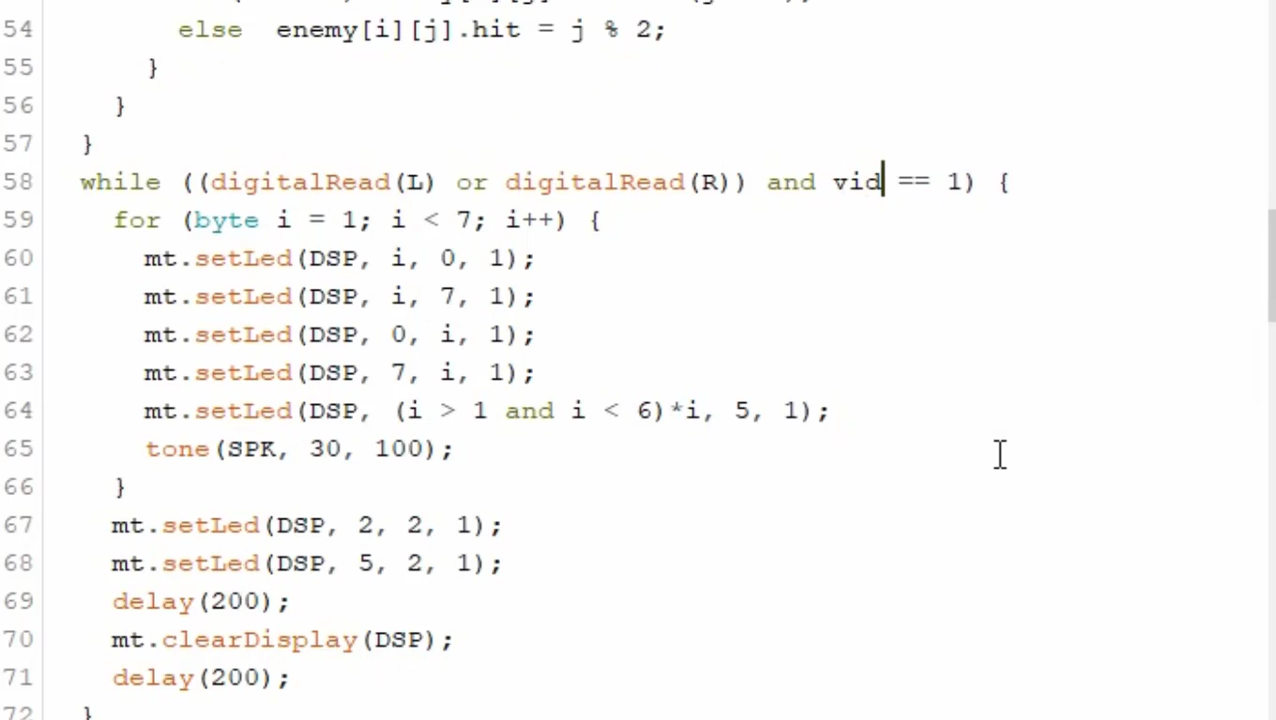 54 else  enemy[i][j].hit = j % 2;
55 }
56 }
57 }
58 while ((digitalRead(L) or digitalRead(R)) and vid == 1) {
59 for (byte i = 1; i < 7; i++) {
60 mt.setLed(DSP, i, 0, 1);
61 mt.setLed(DSP, i, 7, 1);
62 mt.setLed(DSP, 0, i, 1);
63 mt.setLed(DSP, 7, i, 1);
64 mt.setLed(DSP, (i > 1 and i < 6)*i, 5, 1);
65 tone(SPK, 30, 100);
66 }
67 mt.setLed(DSP, 2, 2, 1);
68 mt.setLed(DSP, 5, 2, 1);
69 delay(200);
70 mt.clearDisplay(DSP);
71 delay(200);
72 }